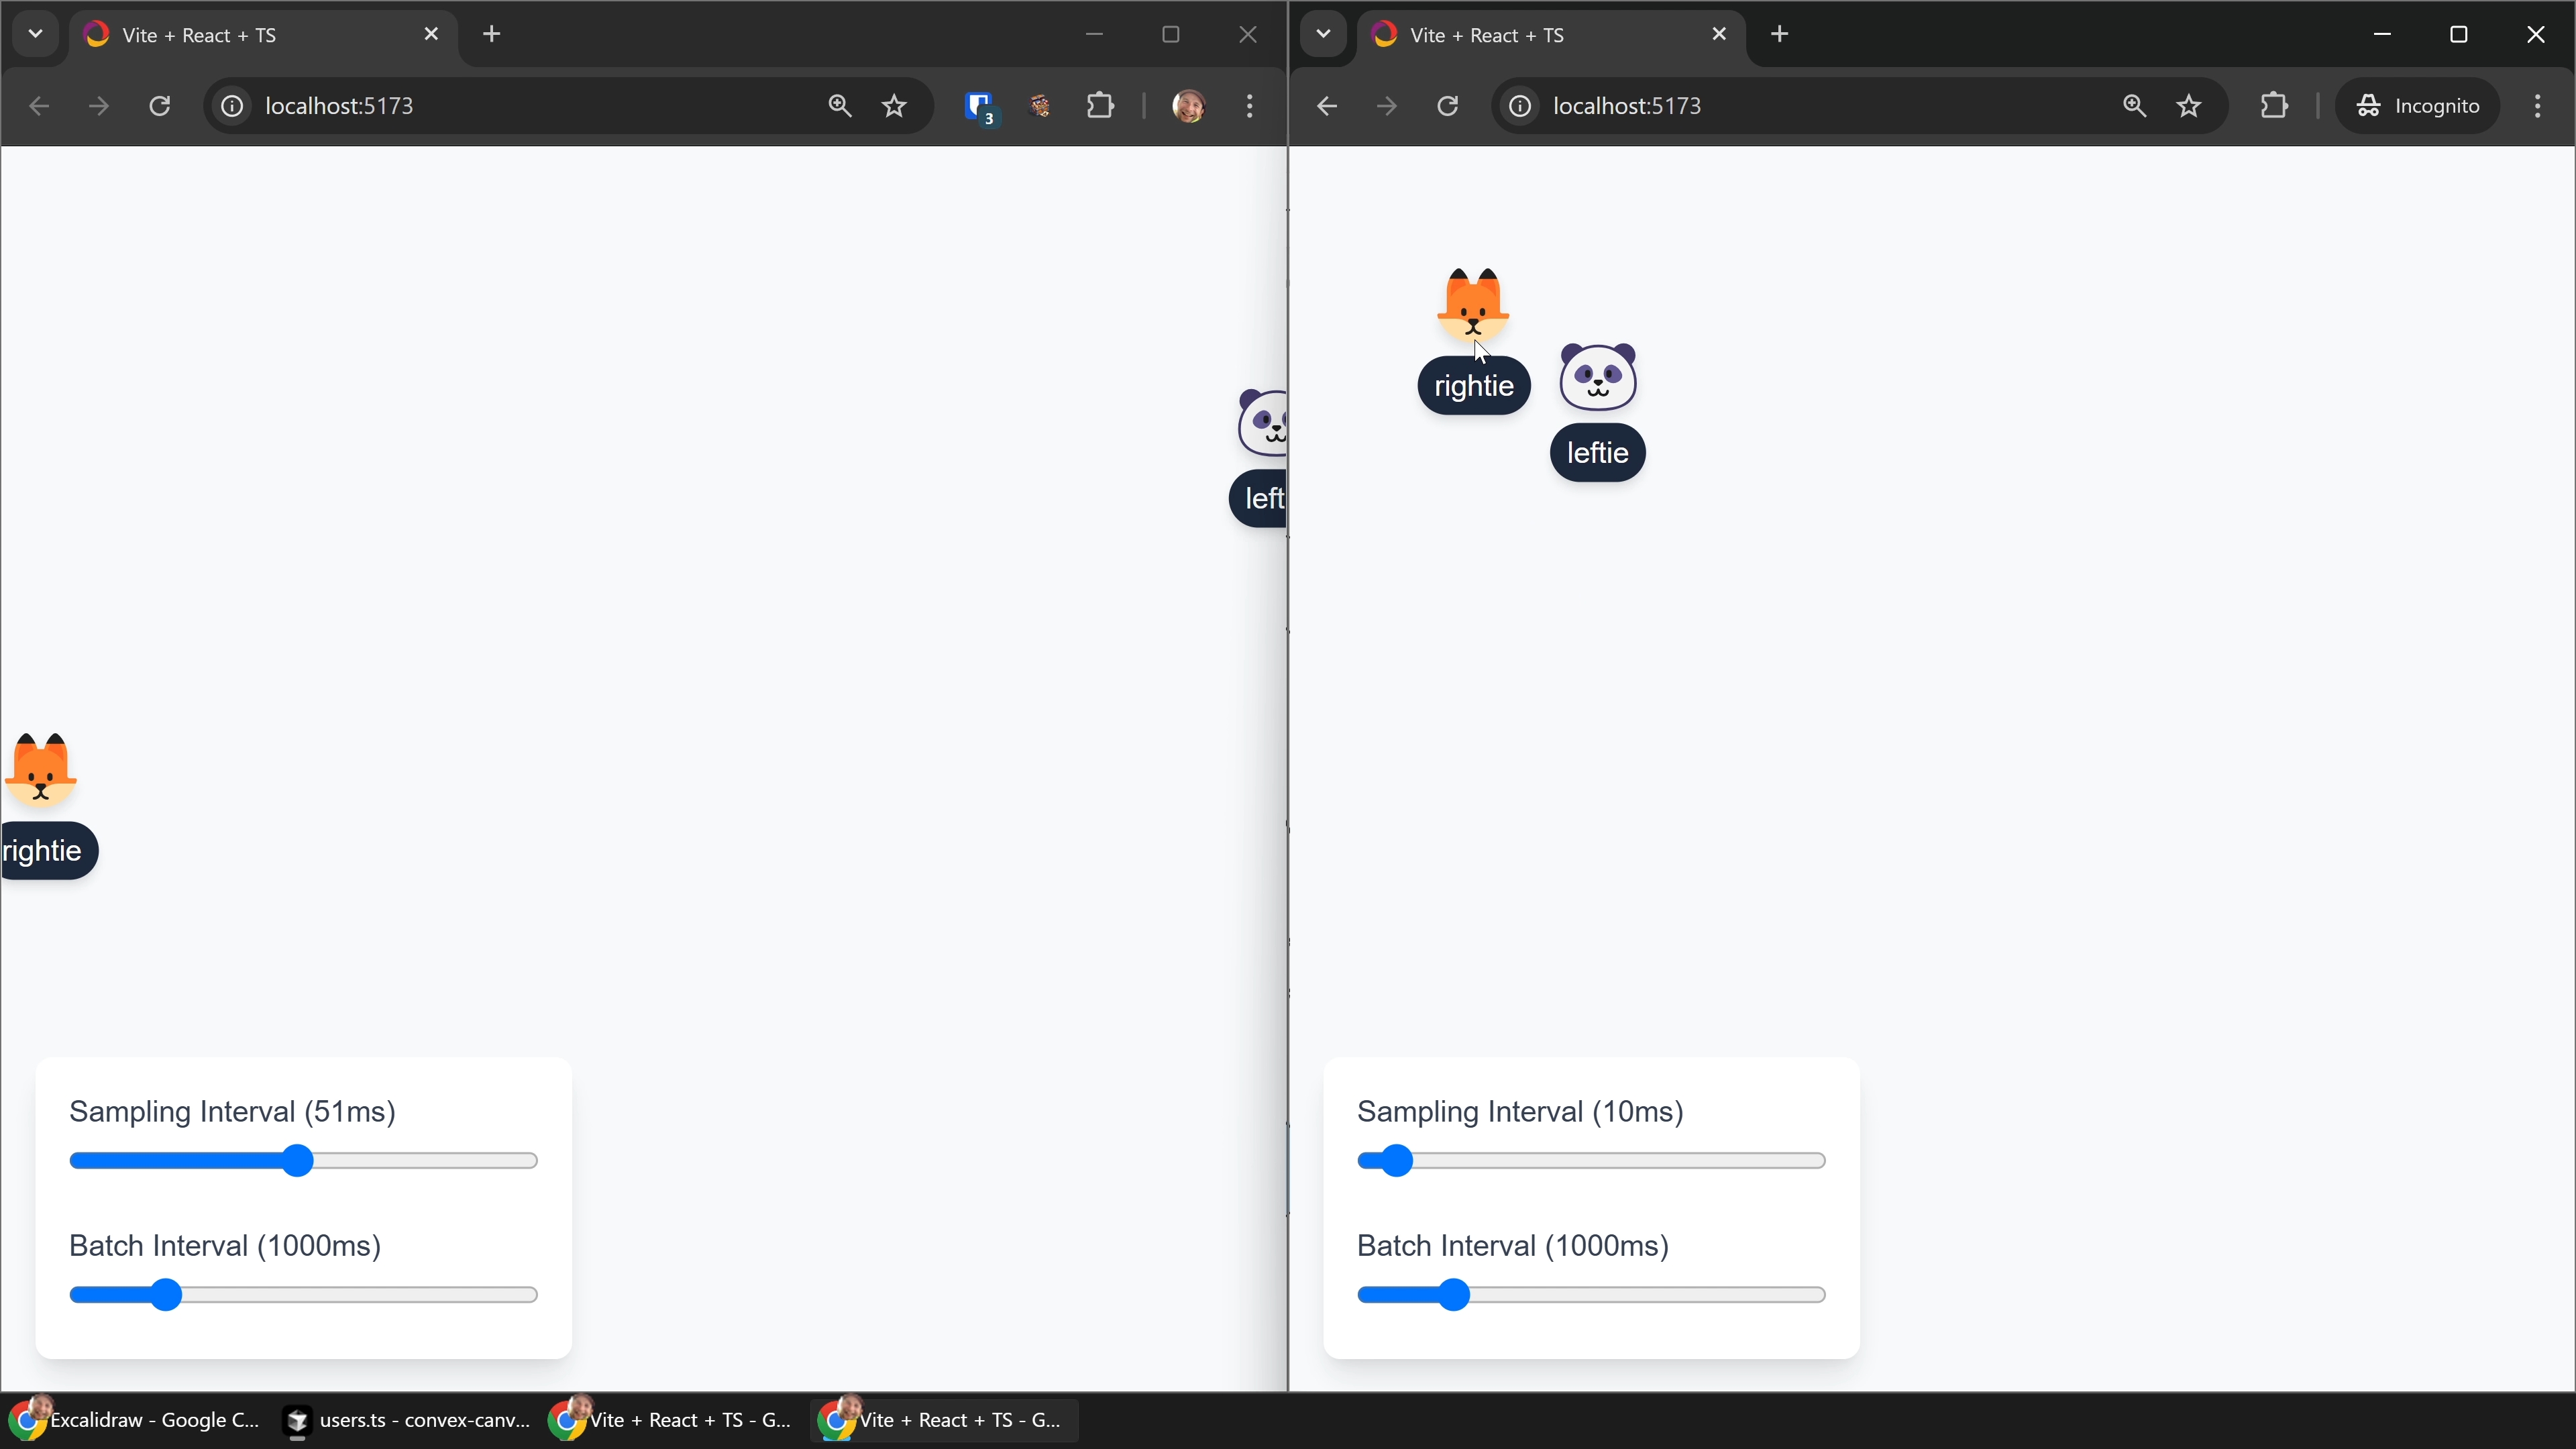 Vite + React + TS
localhost:5173
3
left
rightie
Sampling Interval (51ms)
Batch Interval (1000ms)
Vite + React + TS
localhost:5173
Incognito
rightie
leftie
Sampling Interval (10ms)
Batch Interval (1000ms)
Excalidraw - Google C...
users.ts - convex-canv...
Vite + React + TS - G...
Vite + React + TS - G...